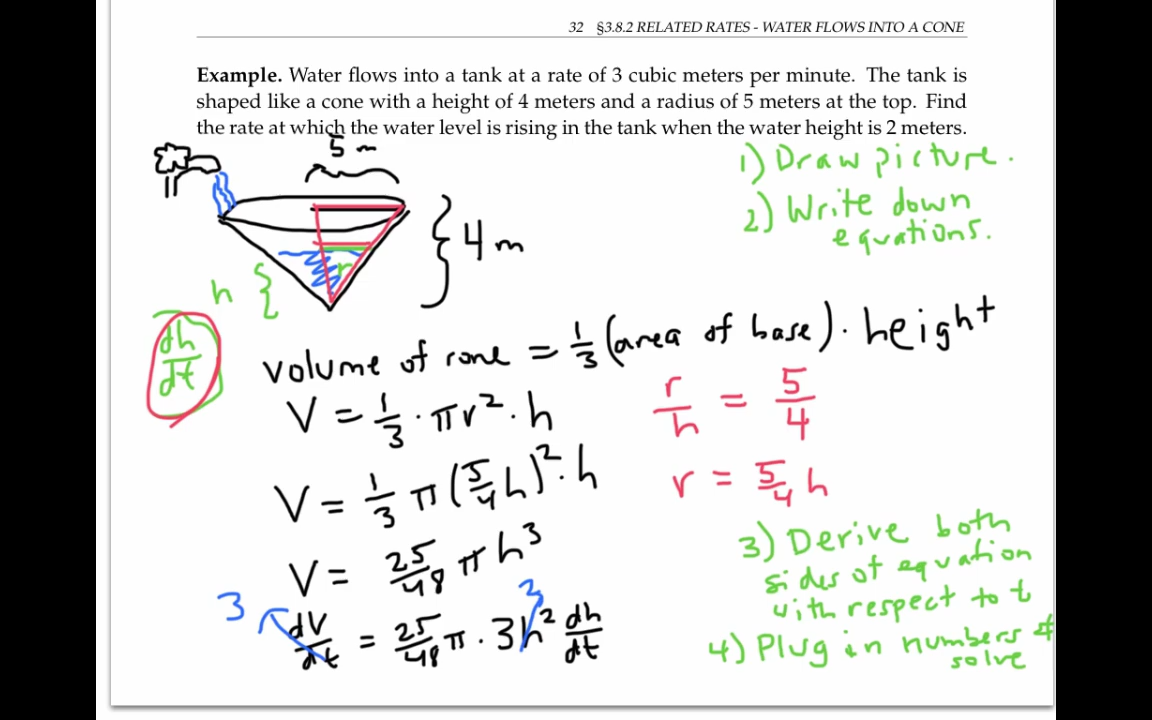 32 §3.8.2 RELATED RATES - WATER FLOWS INTO A CONE
Example. Water flows into a tank at a rate of 3 cubic meters per minute. The tank is
shaped like a cone with a height of 4 meters and a radius of 5 meters at the top. Find
the rate at which the water level is rising in the tank when the water height is 2 meters.
5 m
1) Draw picture.
2) Write down
equations.
4 m
r
h
dh/dt
volume of cone = 1/3 (area of base) · height
V = 1/3 · πr² · h
r/h = 5/4
V = 1/3 π (5/4 h)² · h
r = 5/4 h
V = 25/48 π h³
3) Derive both
sides of equation
with respect to t
3
3
dV/dt = 25/48 π · 3h² dh/dt
4) Plug in numbers &
solve